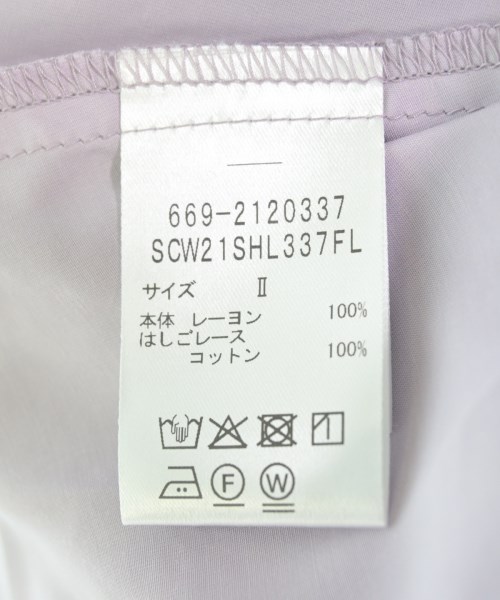 669-2120337
SCW21SHL337FL
サイズ Ⅱ
本体 レーヨン 100%
はしごレース
コットン 100%
F W